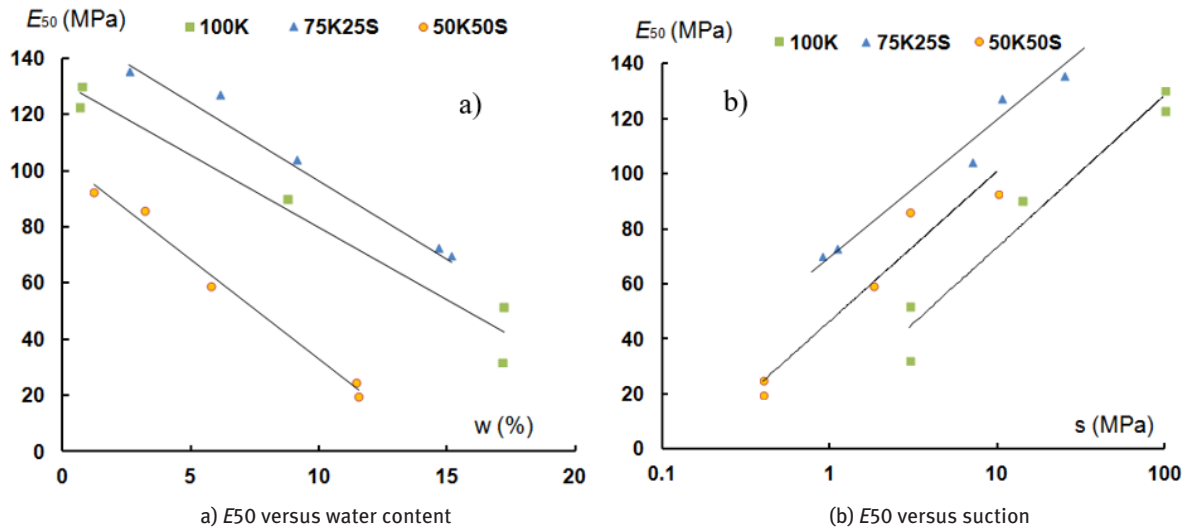 E50 (MPa)
100K 75K25S 50K50S
140
120
100
80
60
40
20
0
a)
w (%)
0 5 10 15 20
a) E50 versus water content
E50 (MPa)
100K 75K25S 50K50S
140
120
100
80
60
40
20
0
b)
s (MPa)
0.1 1 10 100
(b) E50 versus suction